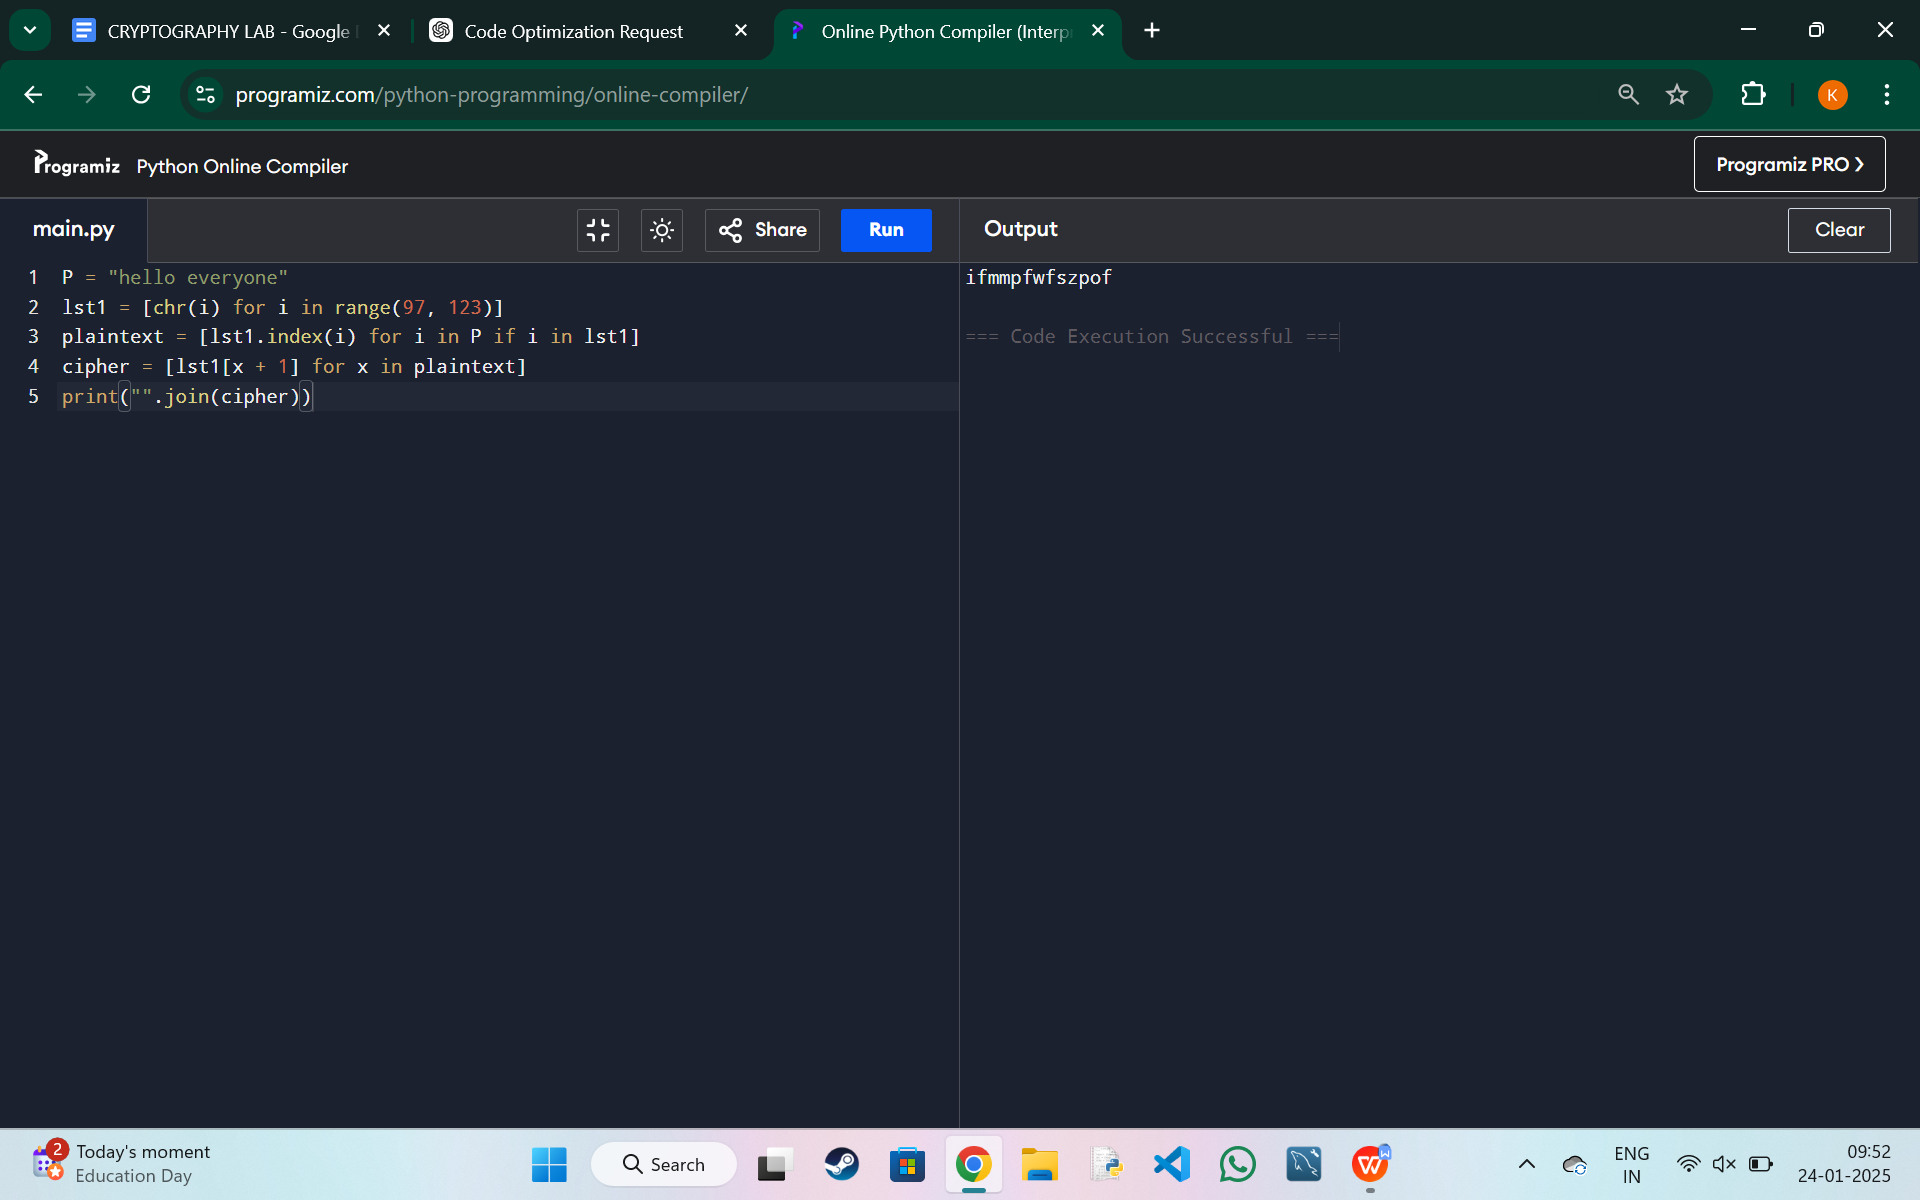 CRYPTOGRAPHY LAB - Google
Code Optimization Request
Online Python Compiler (Interp
programiz.com/python-programming/online-compiler/
K
Programiz
Python Online Compiler
Programiz PRO
main.py
Share
Run
Output
Clear
1 P = "hello everyone"
2 lst1 = [chr(i) for i in range(97, 123)]
3 plaintext = [lst1.index(i) for i in P if i in lst1]
4 cipher = [lst1[x + 1] for x in plaintext]
5 print("".join(cipher))
ifmmpfwfszpof
=== Code Execution Successful ===
2
Today's moment
Education Day
Search
W
ENG
IN
09:52
24-01-2025